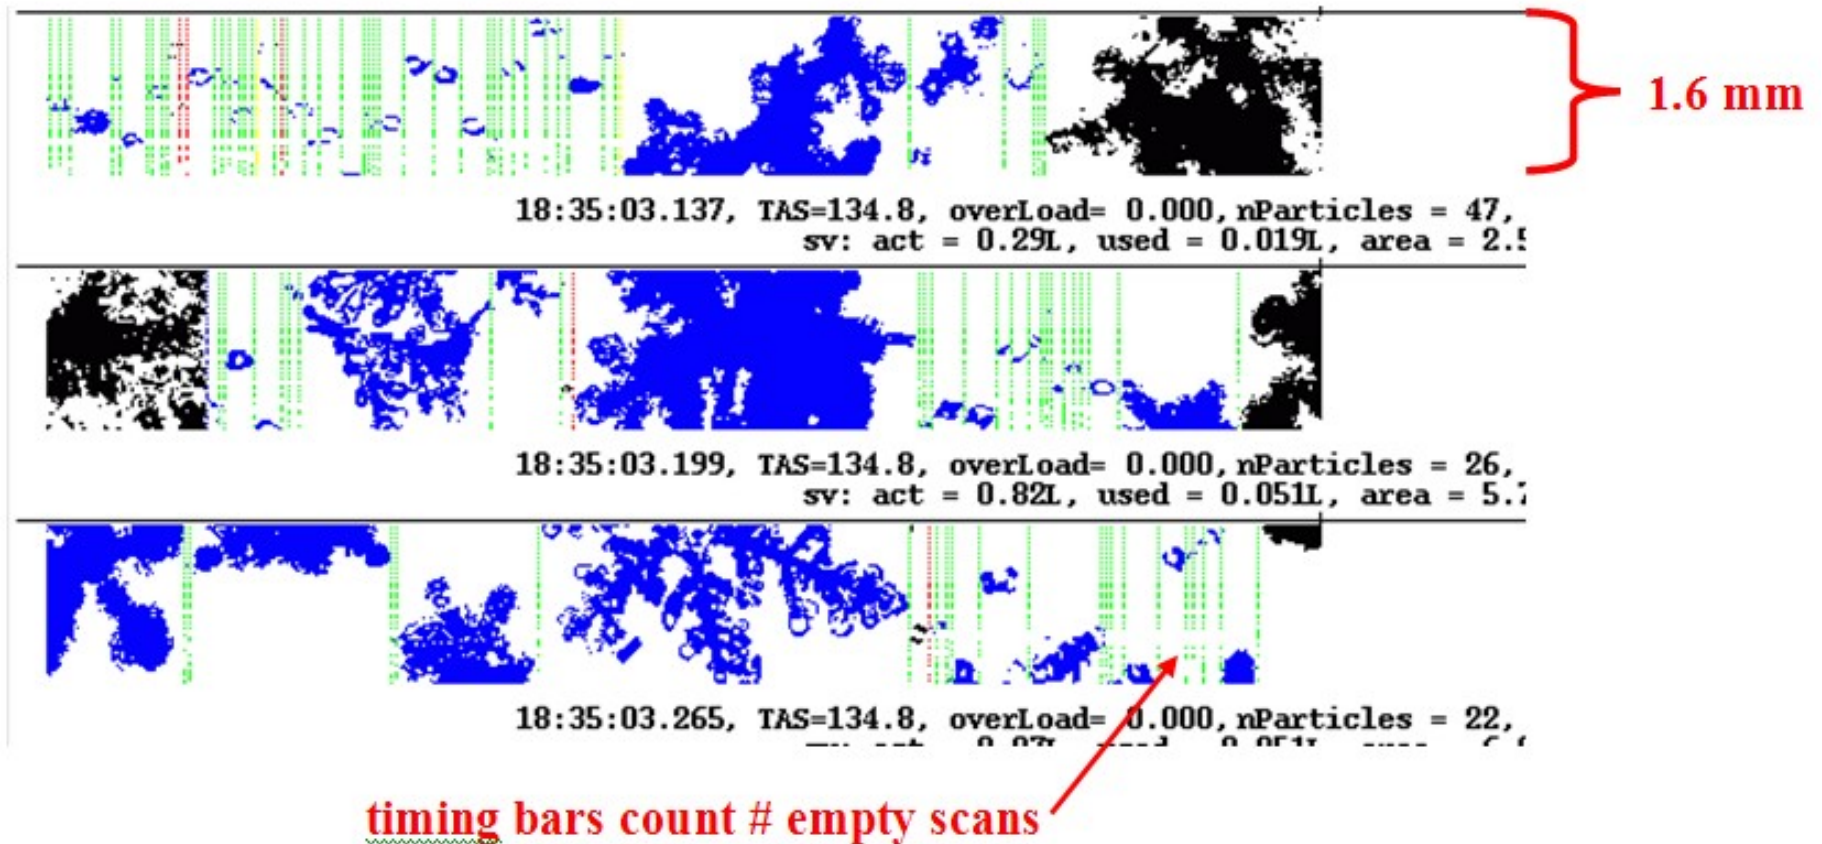 1.6 mm
18:35:03.137, TAS=134.8, overLoad= 0.000, nParticles = 47,
sv: act = 0.29L, used = 0.019L, area = 2.5
18:35:03.199, TAS=134.8, overLoad= 0.000, nParticles = 26,
sv: act = 0.82L, used = 0.051L, area = 5.7
18:35:03.265, TAS=134.8, overLoad= 0.000, nParticles = 22,
timing bars count # empty scans